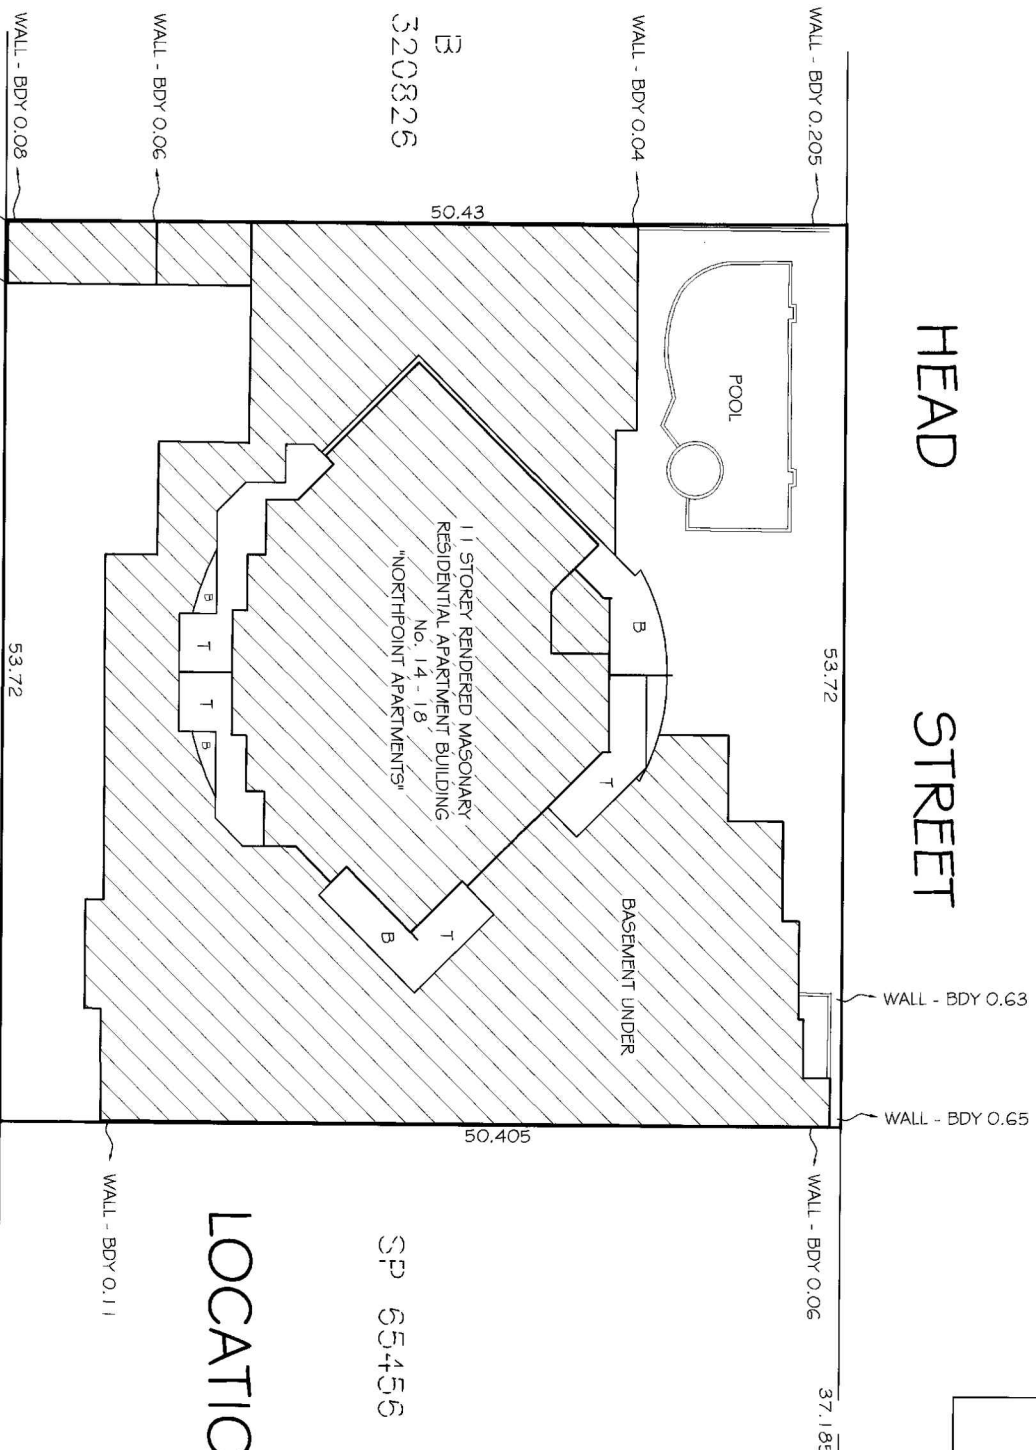 HEAD STREET
WALL - BDY 0.205
WALL - BDY 0.04
B
320826
WALL - BDY 0.06
WALL - BDY 0.08
50.43
POOL
53.72
WALL - BDY 0.63
WALL - BDY 0.65
B
T
11 STOREY RENDERED MASONARY
RESIDENTIAL APARTMENT BUILDING
No. 14 - 18
"NORTHPOINT APARTMENTS"
BASEMENT UNDER
B
T
T
B
T
B
53.72
50.405
WALL - BDY 0.06
WALL - BDY 0.11
SP 65456
37.185
LOCATIO